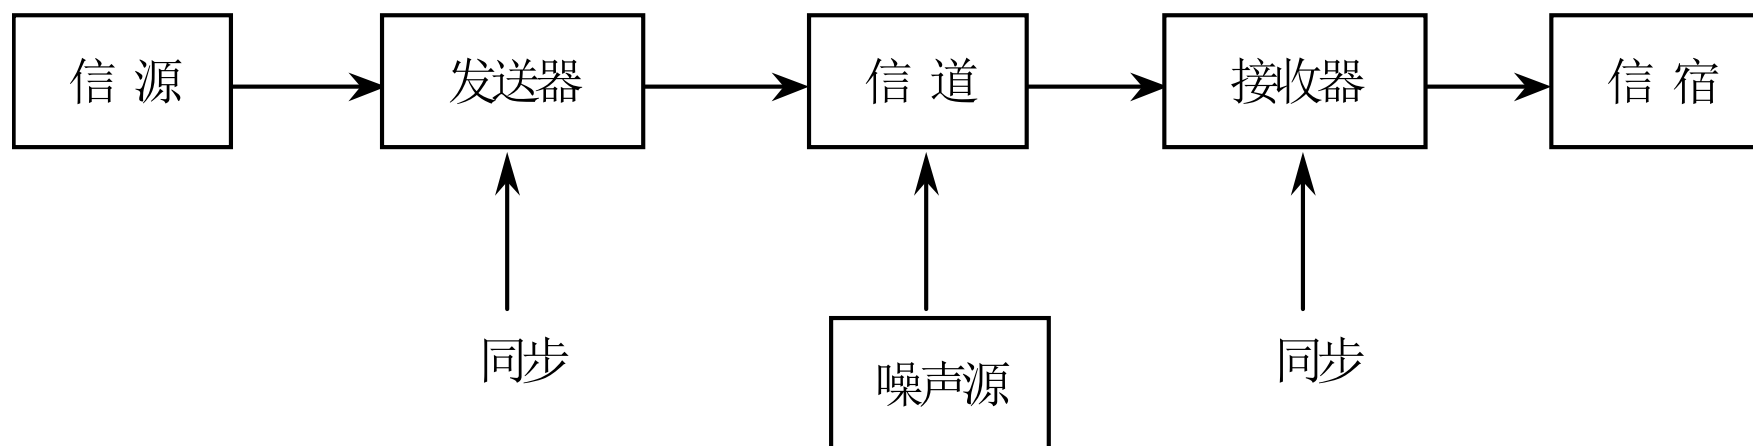 信 源
发送器
信 道
接收器
信 宿
同步
噪声源
同步